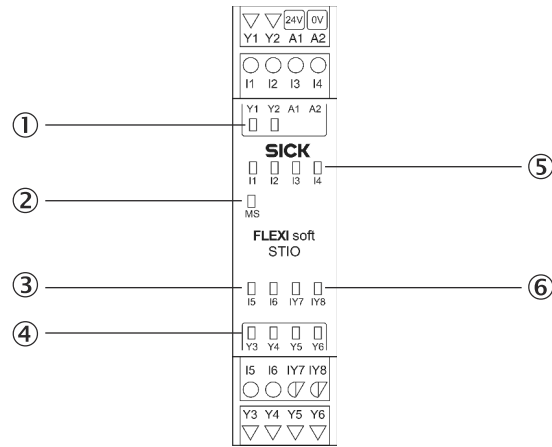 24V 0V
Y1 Y2 A1 A2
I1 I2 I3 I4
Y1 Y2 A1 A2
①
SICK
⑤
I1 I2 I3 I4
②
MS
FLEXI soft
STIO
③ ⑥
I5 I6 IY7 IY8
④
Y3 Y4 Y5 Y6
I5 I6 IY7 IY8
Y3 Y4 Y5 Y6